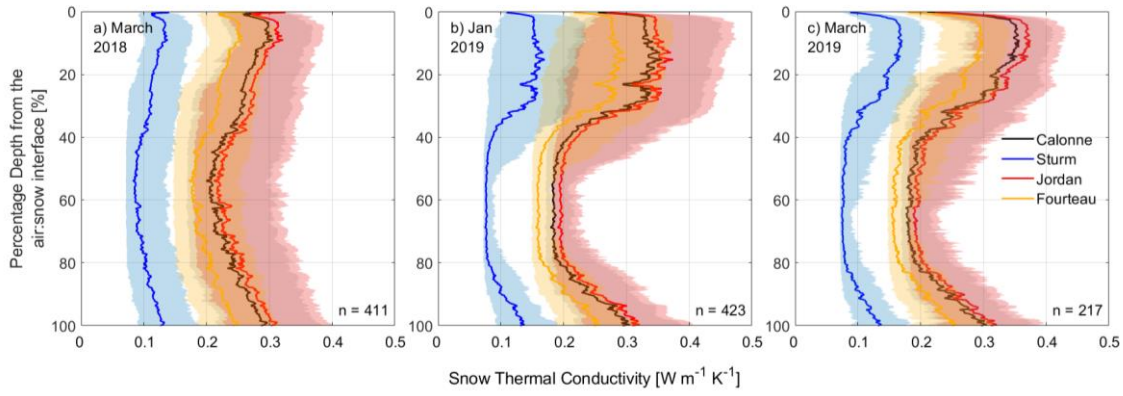 Percentage Depth from the
air:snow interface [%]
0
20
40
60
80
100
a) March
2018
n = 411
0 0.1 0.2 0.3 0.4 0.5
0
20
40
60
80
100
b) Jan
2019
n = 423
0 0.1 0.2 0.3 0.4 0.5
0
20
40
60
80
100
c) March
2019
Calonne
Sturm
Jordan
Fourteau
n = 217
0 0.1 0.2 0.3 0.4 0.5
Snow Thermal Conductivity [W m⁻¹ K⁻¹]